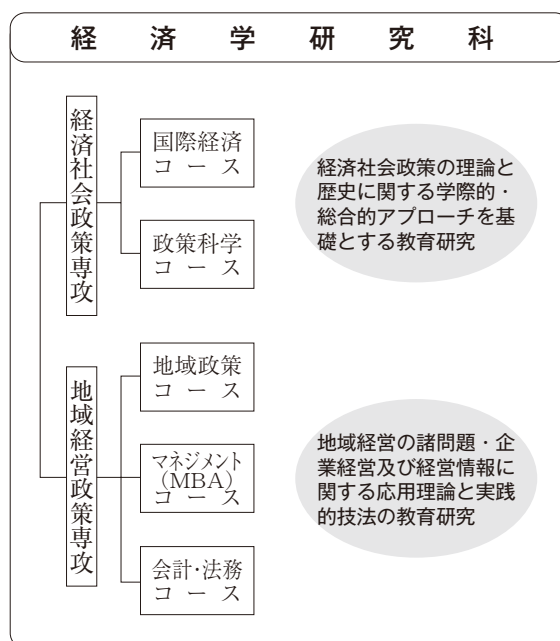 経済学研究科
経済社会政策専攻
国際経済
コース
政策科学
コース
経済社会政策の理論と
歴史に関する学際的・
総合的アプローチを基
礎とする教育研究
地域経営政策専攻
地域政策
コース
マネジメント
(MBA)
コース
会計・法務
コース
地域経営の諸問題・企
業経営及び経営情報に
関する応用理論と実践
的技法の教育研究